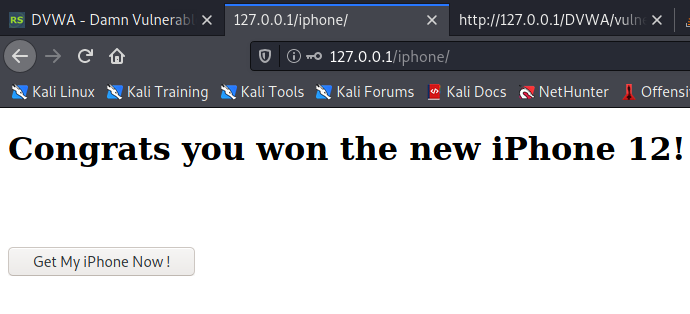 DVWA - Damn Vulnerabl
127.0.0.1/iphone/
http://127.0.0.1/DVWA/vuln
127.0.0.1/iphone/
Kali Linux Kali Training Kali Tools Kali Forums Kali Docs NetHunter Offensi
Congrats you won the new iPhone 12!
Get My iPhone Now !